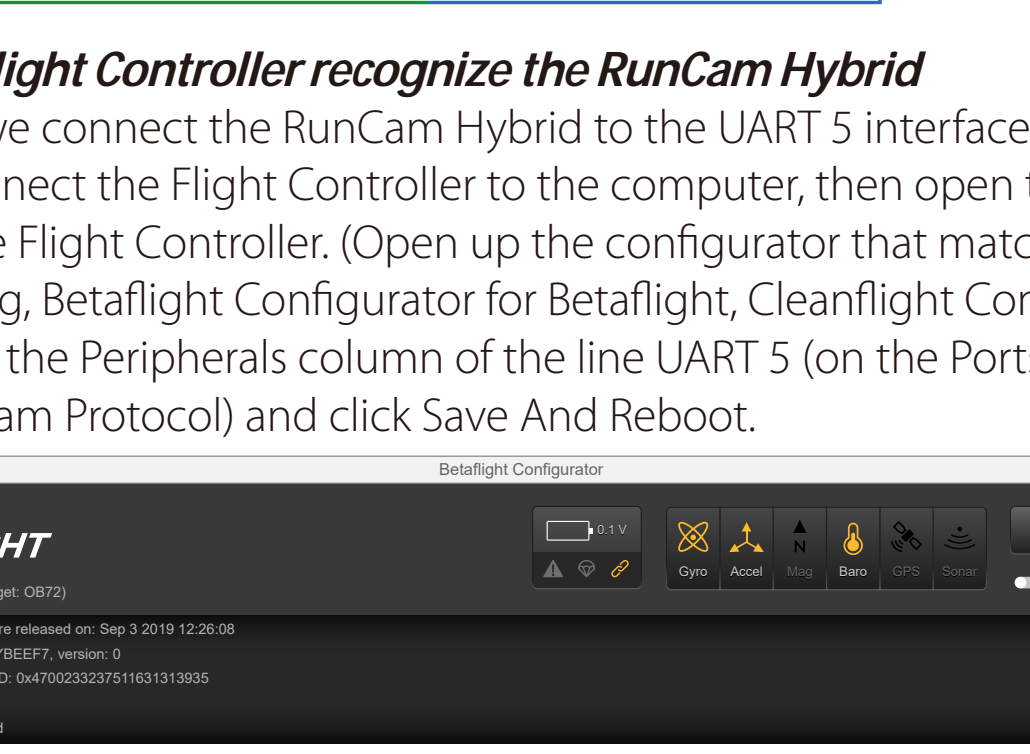 light Controller recognize the RunCam Hybrid
ve connect the RunCam Hybrid to the UART 5 interface
nnect the Flight Controller to the computer, then open t
e Flight Controller. (Open up the configurator that matc
g, Betaflight Configurator for Betaflight, Cleanflight Con
the Peripherals column of the line UART 5 (on the Ports
am Protocol) and click Save And Reboot.
Betaflight Configurator
HT
0.1 V
N
Gyro Accel Mag Baro GPS Sonar
get: OB72)
re released on: Sep 3 2019 12:26:08
YBEEF7, version: 0
D: 0x4700233237511631313935
d